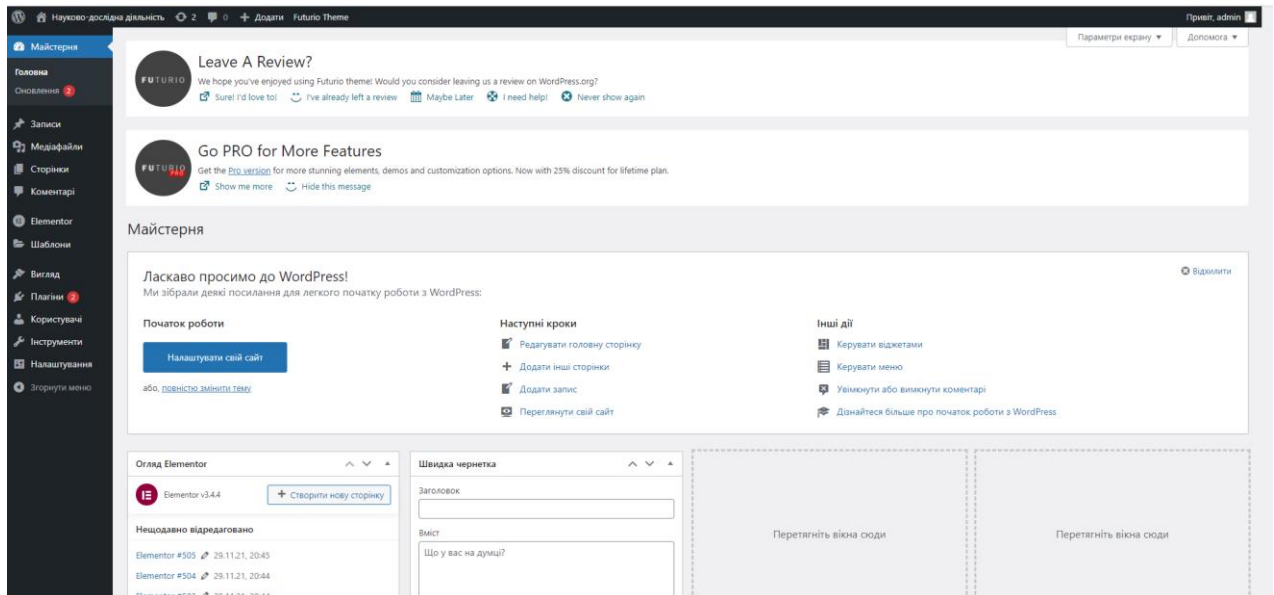 Науково-дослідна діяльність 2 0 + Додати Futurio Theme Привіт, admin
Параметри екрану ▼ Допомога ▼
Майстерня
Головна
Оновлення 2
Записи
Медіафайли
Сторінки
Коментарі
Elementor
Шаблони
Вигляд
Плагіни 2
Користувачі
Інструменти
Налаштування
Згорнути меню
FUTURIO
Leave A Review?
We hope you've enjoyed using Futurio theme! Would you consider leaving us a review on WordPress.org?
Sure! I'd love to! I've already left a review Maybe Later I need help! Never show again
FUTURIO PRO
Go PRO for More Features
Get the Pro version for more stunning elements, demos and customization options. Now with 25% discount for lifetime plan.
Show me more Hide this message
Майстерня
Ласкаво просимо до WordPress!
Відхилити
Ми зібрали деякі посилання для легкого початку роботи з WordPress:
Початок роботи
Налаштувати свій сайт
або, повністю змінити тему
Наступні кроки
Редагувати головну сторінку
+ Додати інші сторінки
Додати запис
Переглянути свій сайт
Інші дії
Керувати віджетами
Керувати меню
Увімкнути або вимкнути коментарі
Дізнайтеся більше про початок роботи з WordPress
Огляд Elementor
Elementor v3.4.4
+ Створити нову сторінку
Нещодавно відредаговано
Elementor #505 29.11.21, 20:45
Elementor #504 29.11.21, 20:44
Швидка чернетка
Заголовок
Вміст
Що у вас на думці?
Перетягніть вікна сюди
Перетягніть вікна сюди